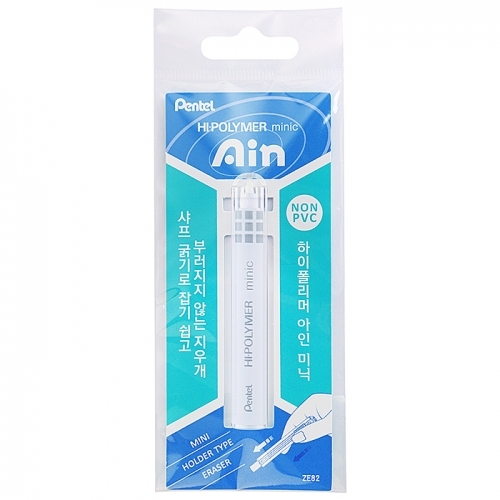 Pentel
HI-POLYMER minic
Ain
NON
PVC
샤프 굵기로 잡기 쉽고
부러지지 않는 지우개
하이폴리머 아인 미닉
Pentel HI-POLYMER minic
MINI
HOLDER TYPE
ERASER
ZE82